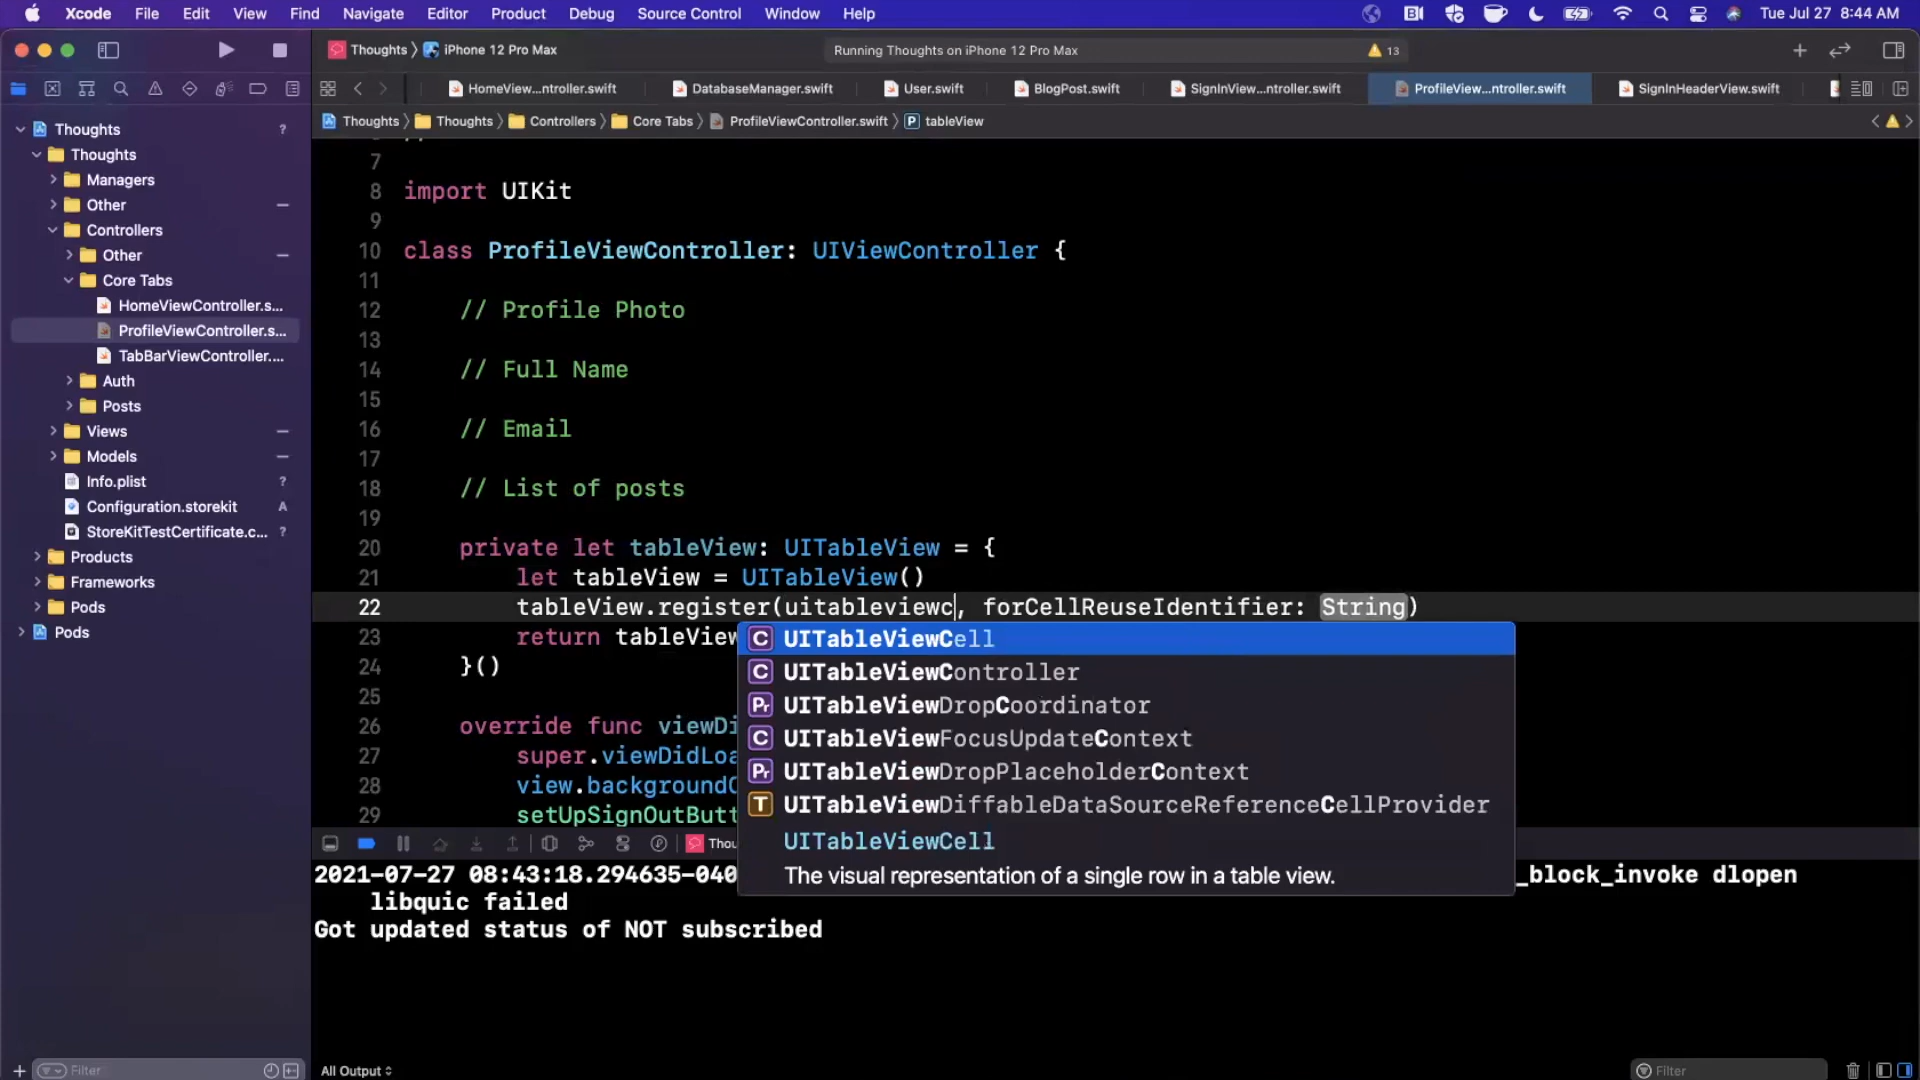 Xcode File Edit View Find Navigate Editor Product Debug Source Control Window Help Tue Jul 27 8:44 AM
Thoughts iPhone 12 Pro Max Running Thoughts on iPhone 12 Pro Max 13
HomeView...ntroller.swift DatabaseManager.swift User.swift BlogPost.swift SignInView...ntroller.swift ProfileView...ntroller.swift SignInHeaderView.swift
Thoughts Thoughts Controllers Core Tabs ProfileViewController.swift P tableView
Thoughts ?
Thoughts
Managers
Other
Controllers
Other
Core Tabs
HomeViewController.s...
ProfileViewController.s...
TabBarViewController....
Auth
Posts
Views
Models
Info.plist ?
Configuration.storekit A
StoreKitTestCertificate.c... ?
Products
Frameworks
Pods
Pods
Filter
7
8 import UIKit
9
10 class ProfileViewController: UIViewController {
11
12 // Profile Photo
13
14 // Full Name
15
16 // Email
17
18 // List of posts
19
20 private let tableView: UITableView = {
21 let tableView = UITableView()
22 tableView.register(uitableviewc, forCellReuseIdentifier: String)
23 return tableView
24 }()
25
26 override func viewDi
27 super.viewDidLoa
28 view.background
29 setUpSignOutButt
C UITableViewCell
C UITableViewController
Pr UITableViewDropCoordinator
C UITableViewFocusUpdateContext
Pr UITableViewDropPlaceholderContext
T UITableViewDiffableDataSourceReferenceCellProvider
UITableViewCell
The visual representation of a single row in a table view.
Thou
2021-07-27 08:43:18.294635-040 _block_invoke dlopen
libquic failed
Got updated status of NOT subscribed
All Output
Filter